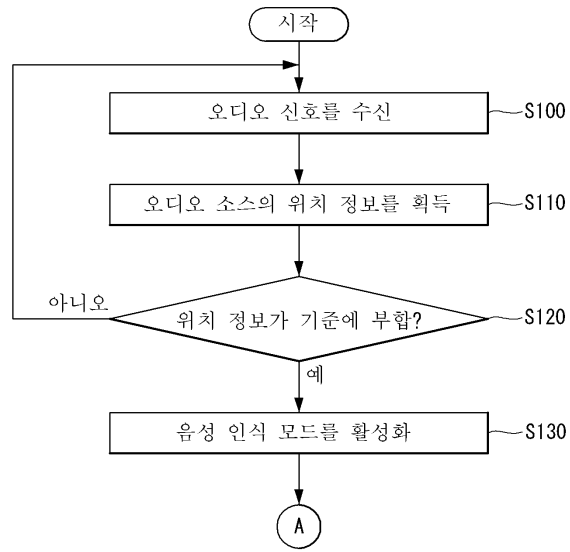 시작
오디오 신호를 수신
S100
오디오 소스의 위치 정보를 획득
S110
아니오
위치 정보가 기준에 부합?
S120
예
음성 인식 모드를 활성화
S130
A